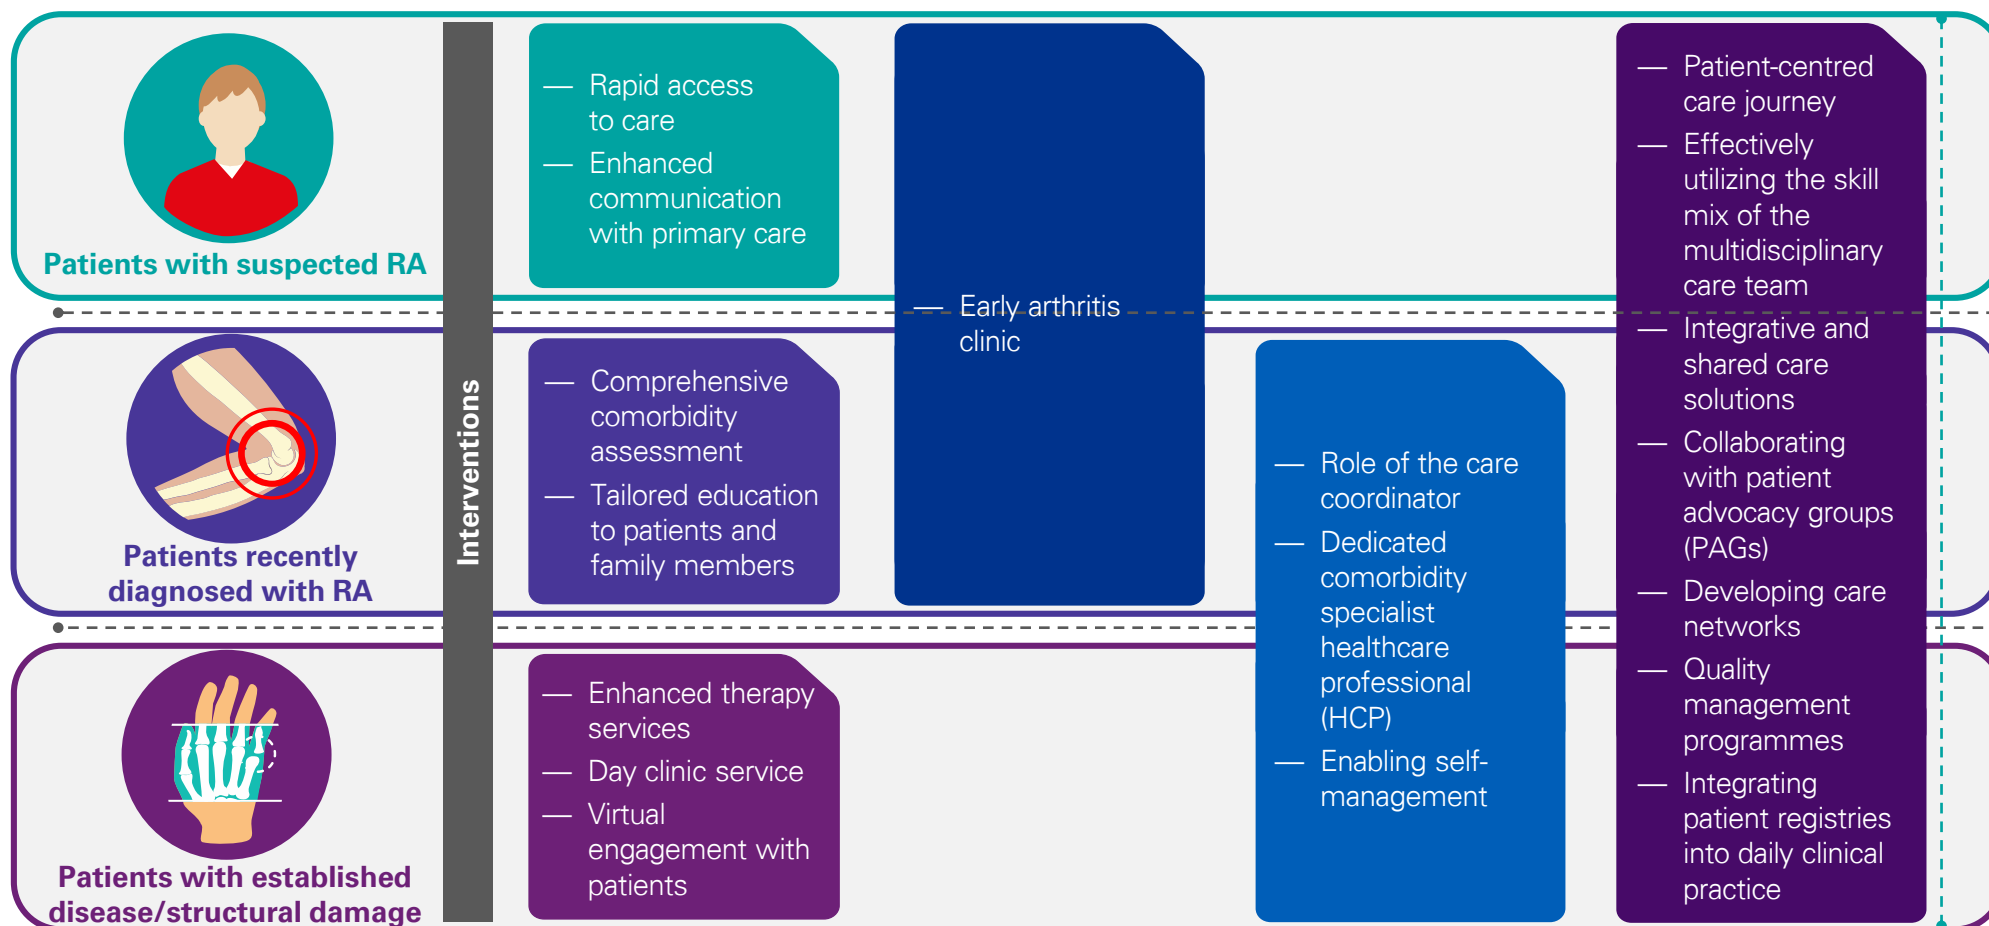 Patients with suspected RA
Patients recently
diagnosed with RA
Patients with established
disease/structural damage
Interventions
— Rapid access
to care
— Enhanced
communication
with primary care
— Comprehensive
comorbidity
assessment
— Tailored education
to patients and
family members
— Enhanced therapy
services
— Day clinic service
— Virtual
engagement with
patients
— Early arthritis
clinic
— Role of the care
coordinator
— Dedicated
comorbidity
specialist
healthcare
professional
(HCP)
— Enabling self-
management
— Patient-centred
care journey
— Effectively
utilizing the skill
mix of the
multidisciplinary
care team
— Integrative and
shared care
solutions
— Collaborating
with patient
advocacy groups
(PAGs)
— Developing care
networks
— Quality
management
programmes
— Integrating
patient registries
into daily clinical
practice